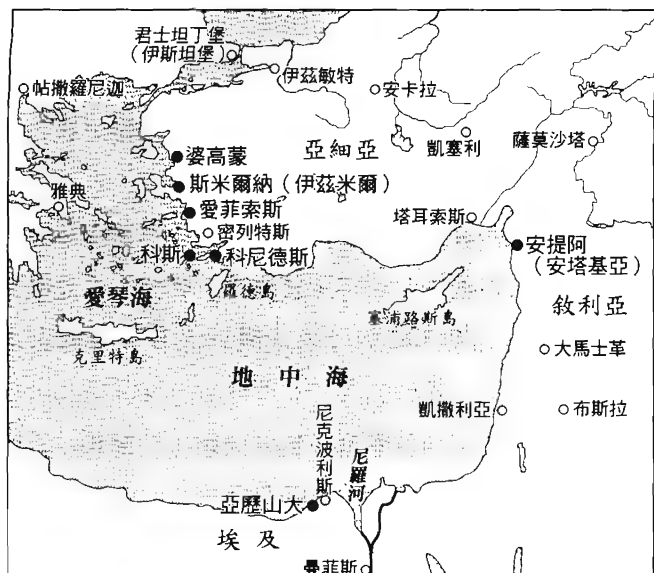 君士坦丁堡
(伊斯坦堡)
伊茲敏特
帖撒羅尼迦
安卡拉
凱塞利
薩莫沙塔
亞細亞
婆高蒙
斯米爾納(伊茲米爾)
雅典
愛菲索斯
塔耳索斯
密列特斯
安提阿
(安塔基亞)
科斯
科尼德斯
愛琴海
羅德島
塞浦路斯島
敘利亞
克里特島
大馬士革
地中海
尼克波利斯
凱撒利亞
布斯拉
尼羅河
亞歷山大
埃及
曼菲斯